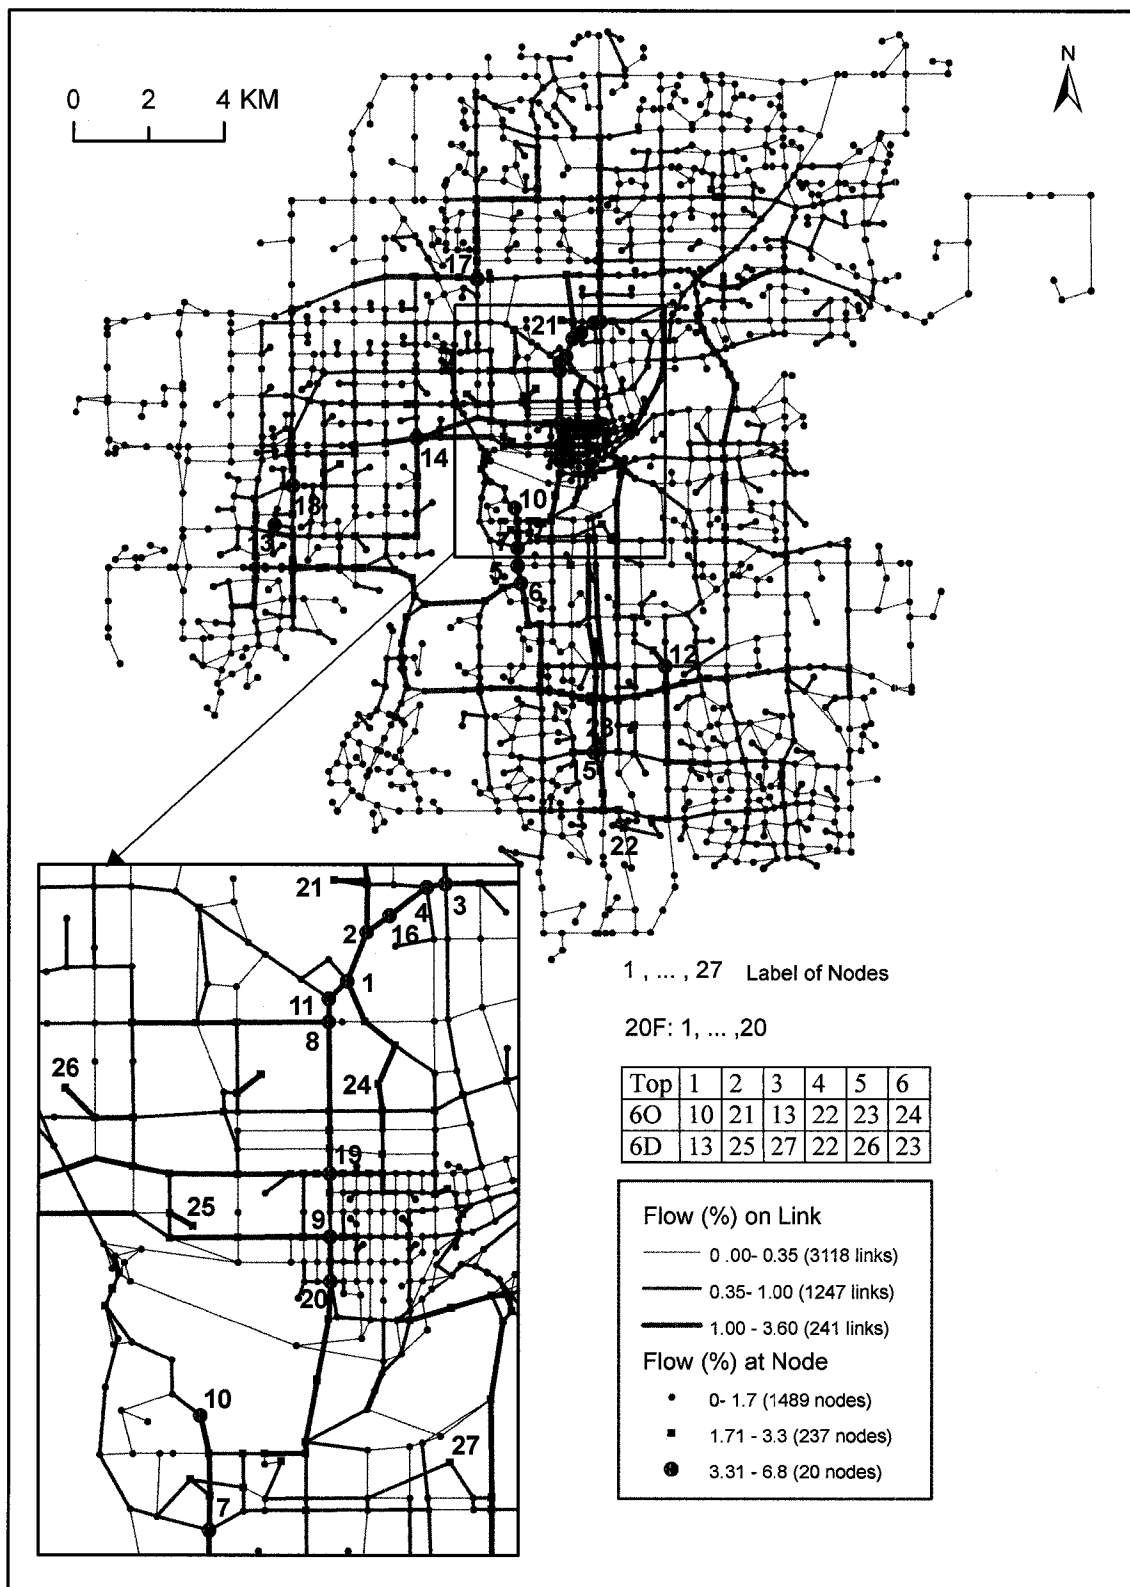 N
0 2 4 KM
17
21
14
18
10
13
7
5
6
12
23
15
22
21
3
4
16
2
1
11
8
26
24
19
25
9
20
10
27
7
1 , ... , 27 Label of Nodes
20F: 1, ... ,20
Top 1 2 3 4 5 6
6O 10 21 13 22 23 24
6D 13 25 27 22 26 23
Flow (%) on Link
0 .00- 0.35 (3118 links)
0.35- 1.00 (1247 links)
1.00 - 3.60 (241 links)
Flow (%) at Node
0- 1.7 (1489 nodes)
1.71 - 3.3 (237 nodes)
3.31 - 6.8 (20 nodes)